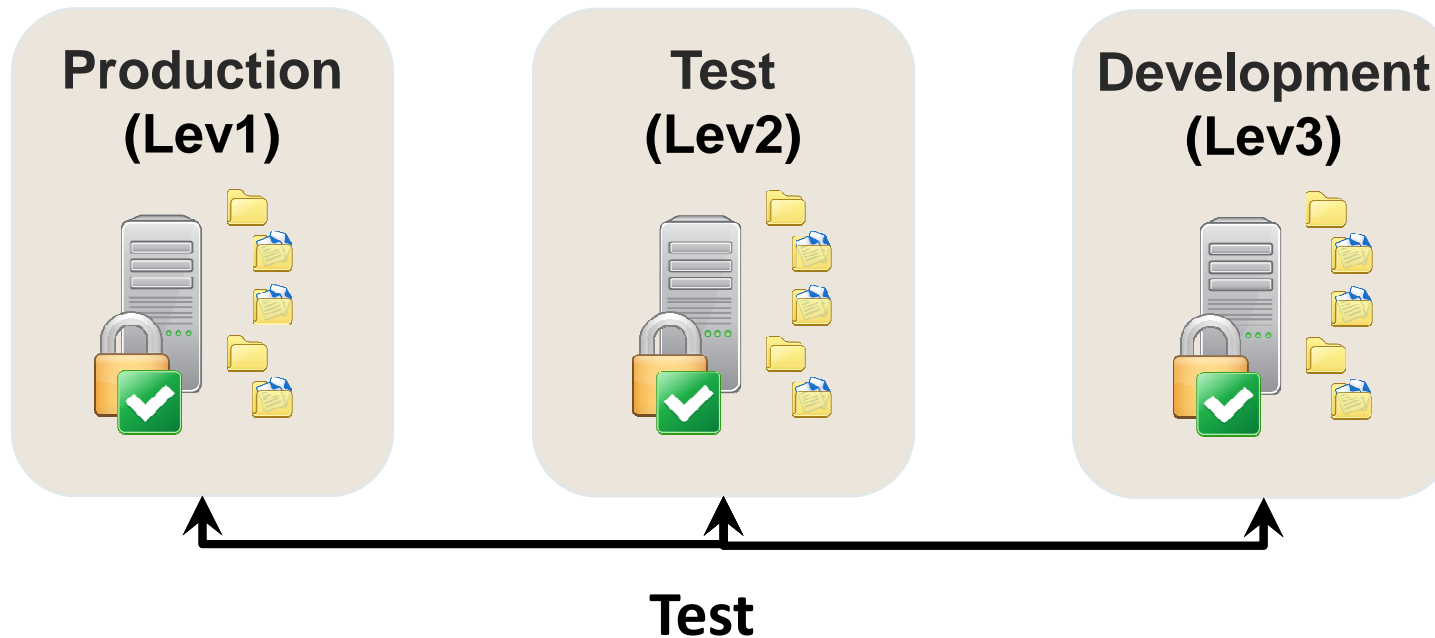 Production
(Lev1)
Test
(Lev2)
Development
(Lev3)
Test